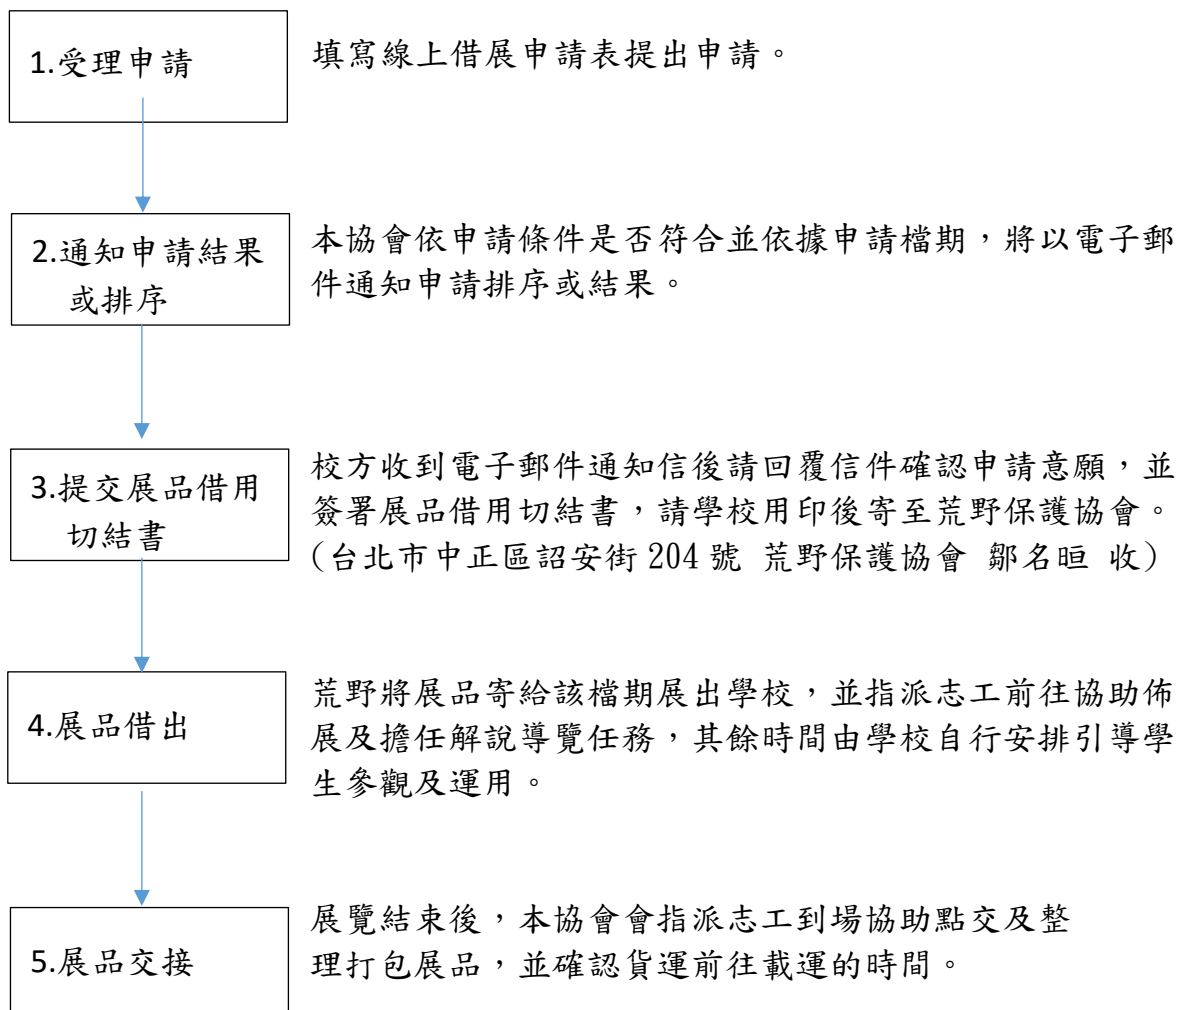 1.受理申請
填寫線上借展申請表提出申請。
2.通知申請結果
或排序
本協會依申請條件是否符合並依據申請檔期,將以電子郵
件通知申請排序或結果。
3.提交展品借用
切結書
校方收到電子郵件通知信後請回覆信件確認申請意願,並
簽署展品借用切結書,請學校用印後寄至荒野保護協會。
(台北市中正區詔安街 204 號 荒野保護協會 鄒名晅 收)
4.展品借出
荒野將展品寄給該檔期展出學校,並指派志工前往協助佈
展及擔任解說導覽任務,其餘時間由學校自行安排引導學
生參觀及運用。
5.展品交接
展覽結束後,本協會會指派志工到場協助點交及整
理打包展品,並確認貨運前往載運的時間。